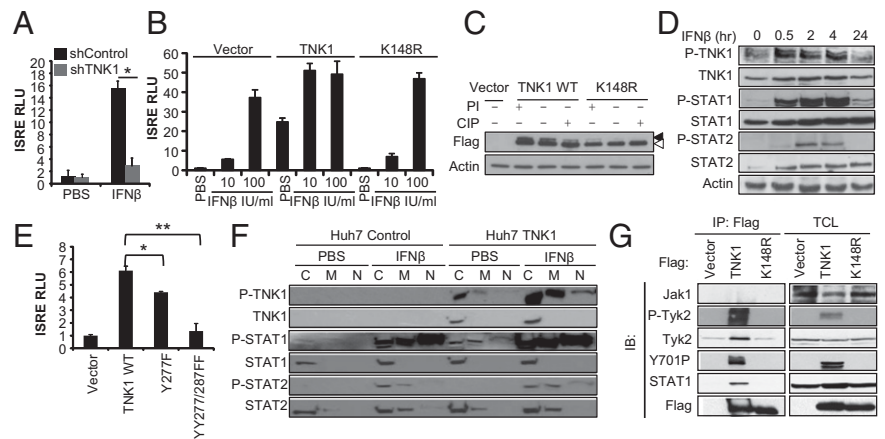 A
shControl
shTNK1
ISRE RLU
18
16
14
12
10
8
6
4
2
0
*
PBS
IFNβ
B
Vector
TNK1
K148R
ISRE RLU
60
50
40
30
20
10
0
PBS 10 100 PBS 10 100 PBS 10 100
IFNβ IU/ml IFNβ IU/ml IFNβ IU/ml
C
Vector TNK1 WT K148R
PI - + - - + - -
CIP - - - + - - +
Flag
Actin
D
IFNβ (hr) 0 0.5 2 4 24
P-TNK1
TNK1
P-STAT1
STAT1
P-STAT2
STAT2
Actin
E
ISRE RLU
8
7
6
5
4
3
2
1
0
**
*
Vector
TNK1 WT
Y277F
YY277/287FF
F
Huh7 Control Huh7 TNK1
PBS IFNβ PBS IFNβ
C M N C M N C M N C M N
P-TNK1
TNK1
P-STAT1
STAT1
P-STAT2
STAT2
G
IP: Flag TCL
Flag: Vector TNK1 K148R Vector TNK1 K148R
IB:
Jak1
P-Tyk2
Tyk2
Y701P
STAT1
Flag